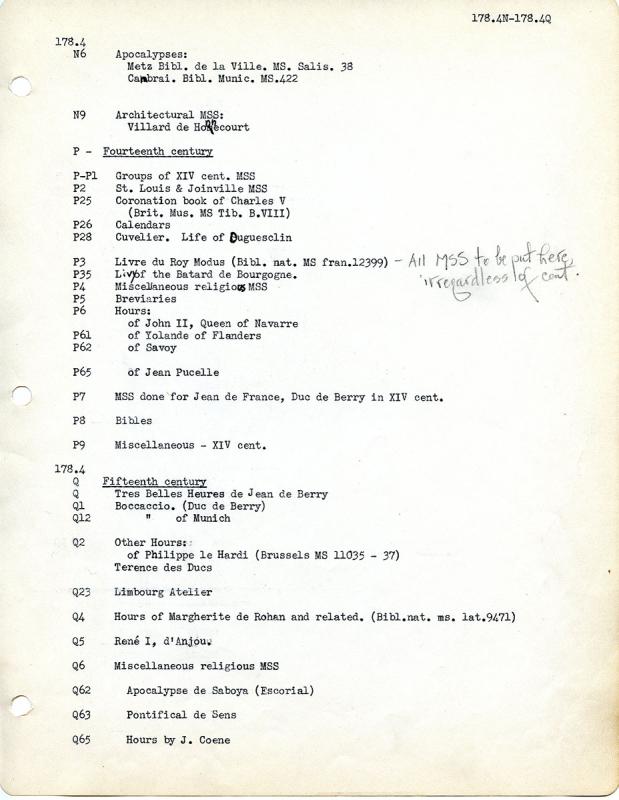 178.4N-178.4Q
178.4
N6 Apocalypses:
Metz Bibl. de la Ville. MS. Salis. 38
Cambrai. Bibl. Munic. MS.422
N9 Architectural MSS:
Villard de Honnecourt
P - Fourteenth century
P-P1 Groups of XIV cent. MSS
P2 St. Louis & Joinville MSS
P25 Coronation book of Charles V
(Brit. Mus. MS Tib. B.VIII)
P26 Calendars
P28 Cuvelier. Life of Duguesclin
P3 Livre du Roy Modus (Bibl. nat. MS fran.12399) - All MSS to be put here,
irregardless of cent.
P35 Liv. of the Batard de Bourgogne.
P4 Miscellaneous religious MSS
P5 Breviaries
P6 Hours:
of John II, Queen of Navarre
P61 of Yolande of Flanders
P62 of Savoy
P65 of Jean Pucelle
P7 MSS done for Jean de France, Duc de Berry in XIV cent.
P8 Bibles
P9 Miscellaneous - XIV cent.
178.4
Q Fifteenth century
Q Tres Belles Heures de Jean de Berry
Q1 Boccaccio. (Duc de Berry)
Q12 " of Munich
Q2 Other Hours:
of Philippe le Hardi (Brussels MS 11035 - 37)
Terence des Ducs
Q23 Limbourg Atelier
Q4 Hours of Margherite de Rohan and related. (Bibl.nat. ms. lat.9471)
Q5 René I, d'Anjou.
Q6 Miscellaneous religious MSS
Q62 Apocalypse de Saboya (Escorial)
Q63 Pontifical de Sens
Q65 Hours by J. Coene